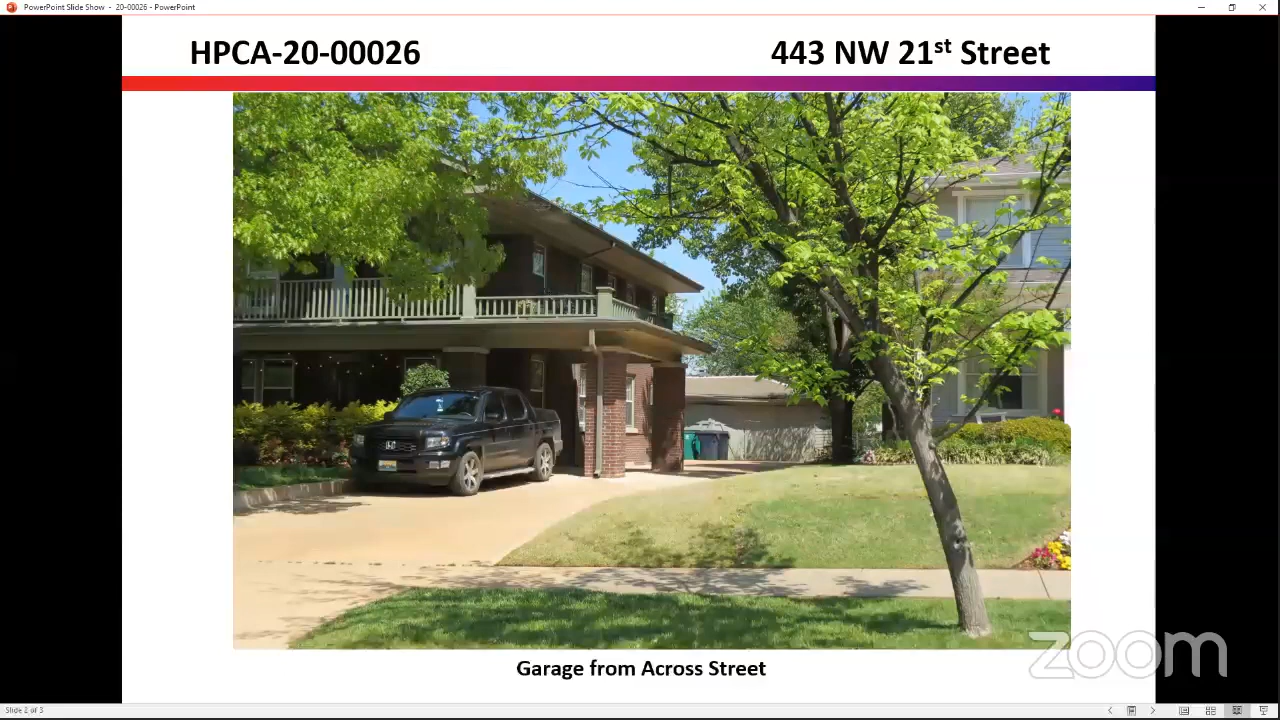 PowerPoint Slide Show - 20-00026 - PowerPoint
HPCA-20-00026
443 NW 21st Street
Garage from Across Street
zoom
Slide 2 of 3